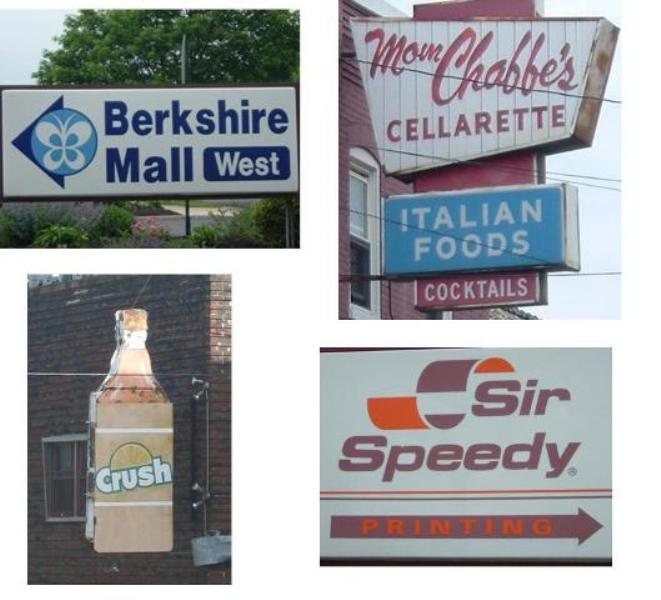 Berkshire
Mall West
Mom Chabbe's
CELLARETTE
ITALIAN
FOODS
COCKTAILS
Crush
Sir
Speedy®
PRINTING